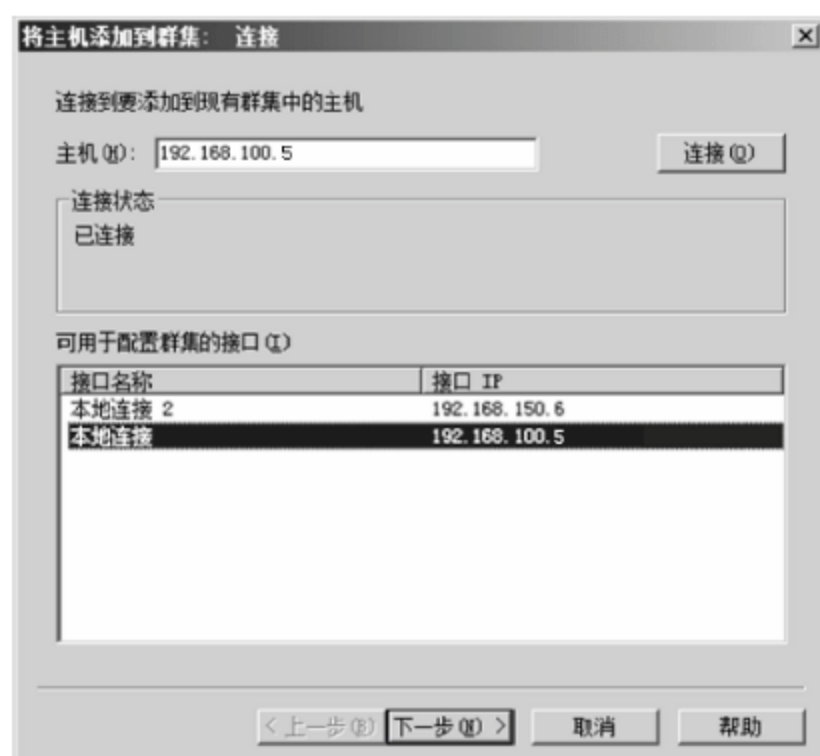 将主机添加到群集： 连接
连接到要添加到现有群集中的主机
主机(H): 192.168.100.5 连接(O)
连接状态
已连接
可用于配置群集的接口(I)
接口名称 接口 IP
本地连接 2 192.168.150.6
本地连接 192.168.100.5
< 上一步(B) 下一步(N) > 取消 帮助